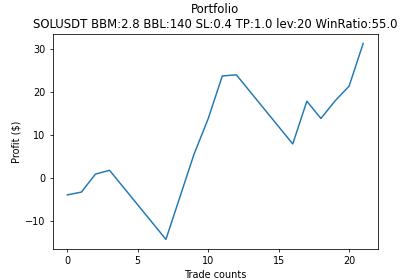 Portfolio
SOLUSDT BBM:2.8 BBL:140 SL:0.4 TP:1.0 lev:20 WinRatio:55.0
30
20
10
0
−10
Profit ($)
0
5
10
15
20
Trade counts